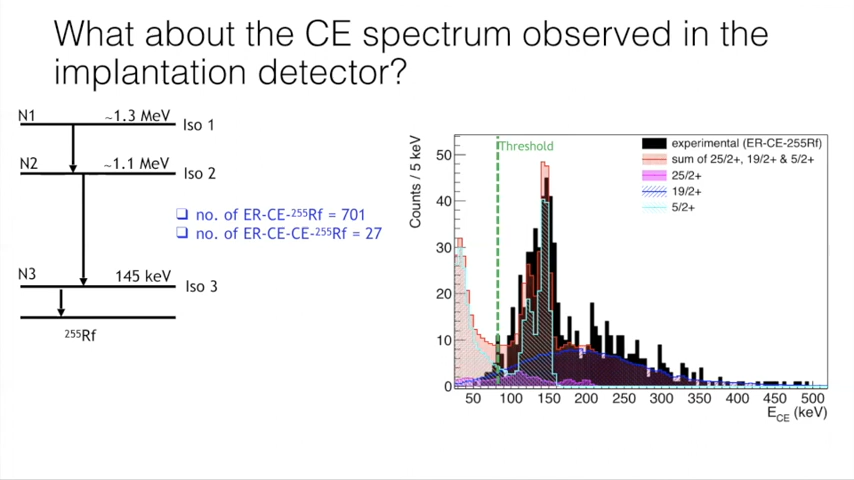 What about the CE spectrum observed in the
implantation detector?
N1 ~1.3 MeV Iso 1
N2 ~1.1 MeV Iso 2
❑ no. of ER-CE-²⁵⁵Rf = 701
❑ no. of ER-CE-CE-²⁵⁵Rf = 27
N3 145 keV Iso 3
²⁵⁵Rf
Threshold
experimental (ER-CE-255Rf)
sum of 25/2+, 19/2+ & 5/2+
25/2+
19/2+
5/2+
Counts / 5 keV
50
40
30
20
10
0
50 100 150 200 250 300 350 400 450 500
E_CE (keV)